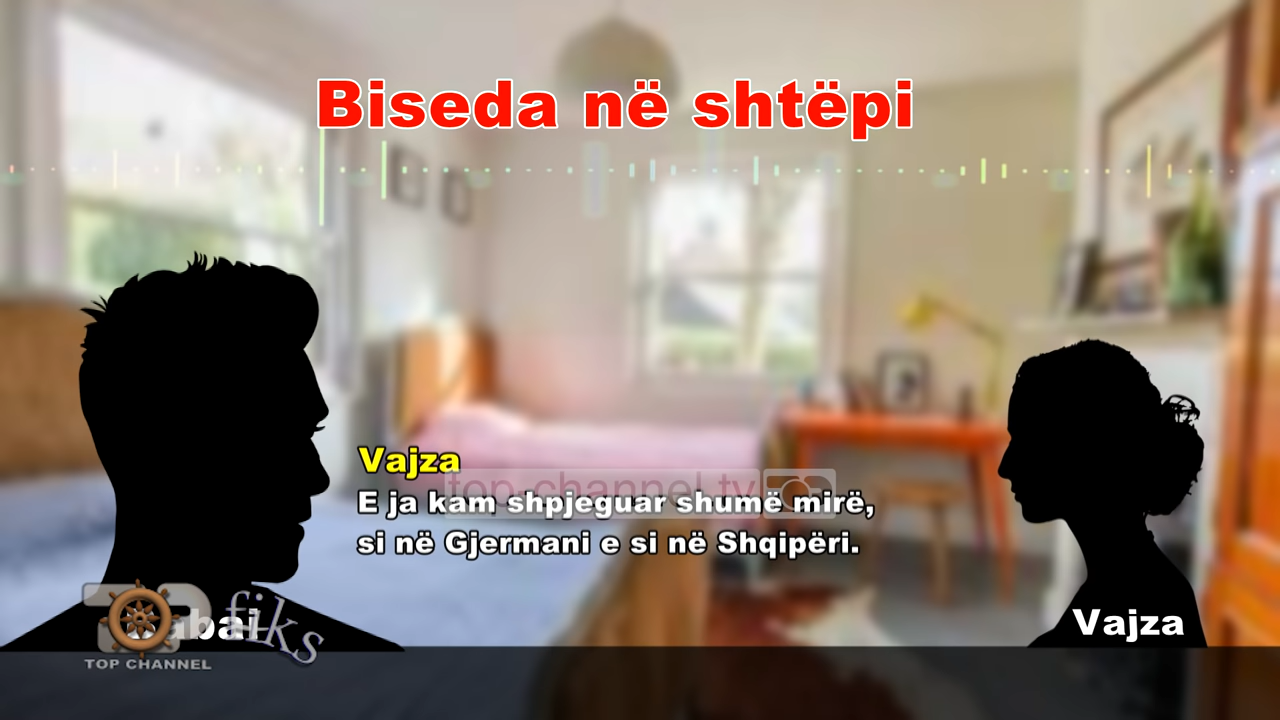 Biseda në shtëpi
Vajza
top-channel.tv
E ja kam shpjeguar shumë mirë,
si në Gjermani e si në Shqipëri.
fiks
Vajza
TOP CHANNEL